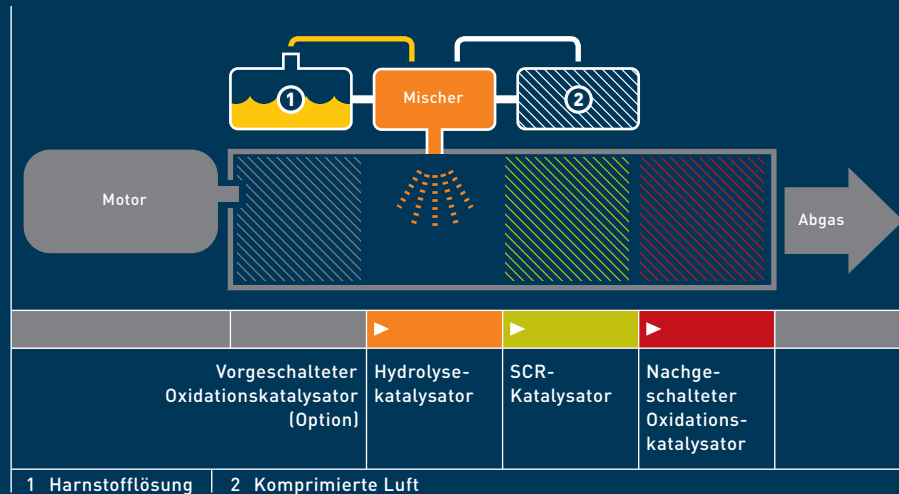 1
Mischer
2
Motor
Abgas
Vorgeschalteter
Oxidationskatalysator
(Option)
Hydrolyse-
katalysator
SCR-
Katalysator
Nachge-
schalteter
Oxidations-
katalysator
1 Harnstofflösung
2 Komprimierte Luft